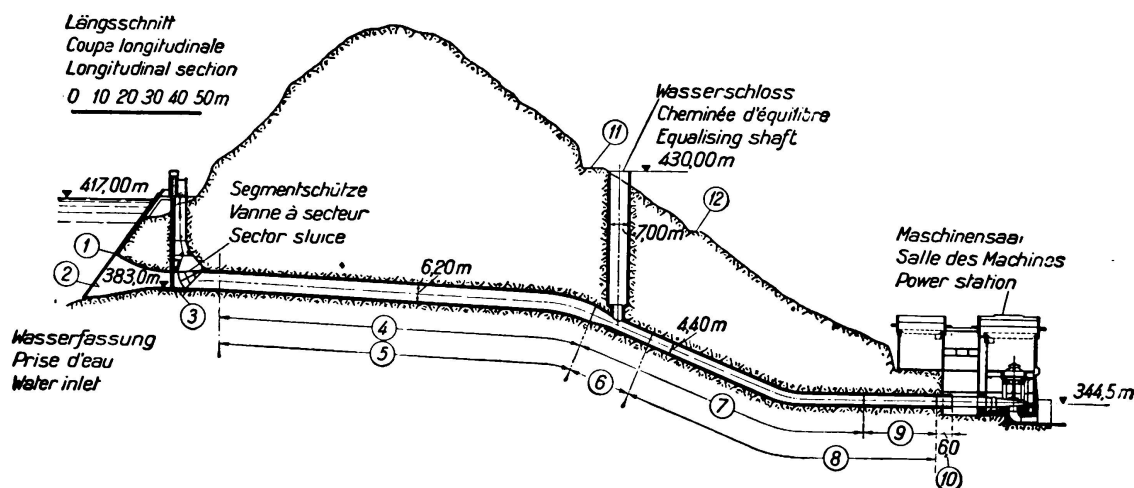 Längsschnitt
Coupe longitudinale
Longitudinal section
0 10 20 30 40 50m
Wasserschloss
Cheminée d'équilibre
Equalising shaft
430,00m
11
417,00m
Segmentschütze
Vanne à secteur
Sector sluice
12
7,00m
Maschinensaal
Salle des Machines
Power station
1
2
383,0m
3
6,20m
4,40m
Wasserfassung
Prise d'eau
Water inlet
4
5
6
7
8
9
344,5m
60
(10)